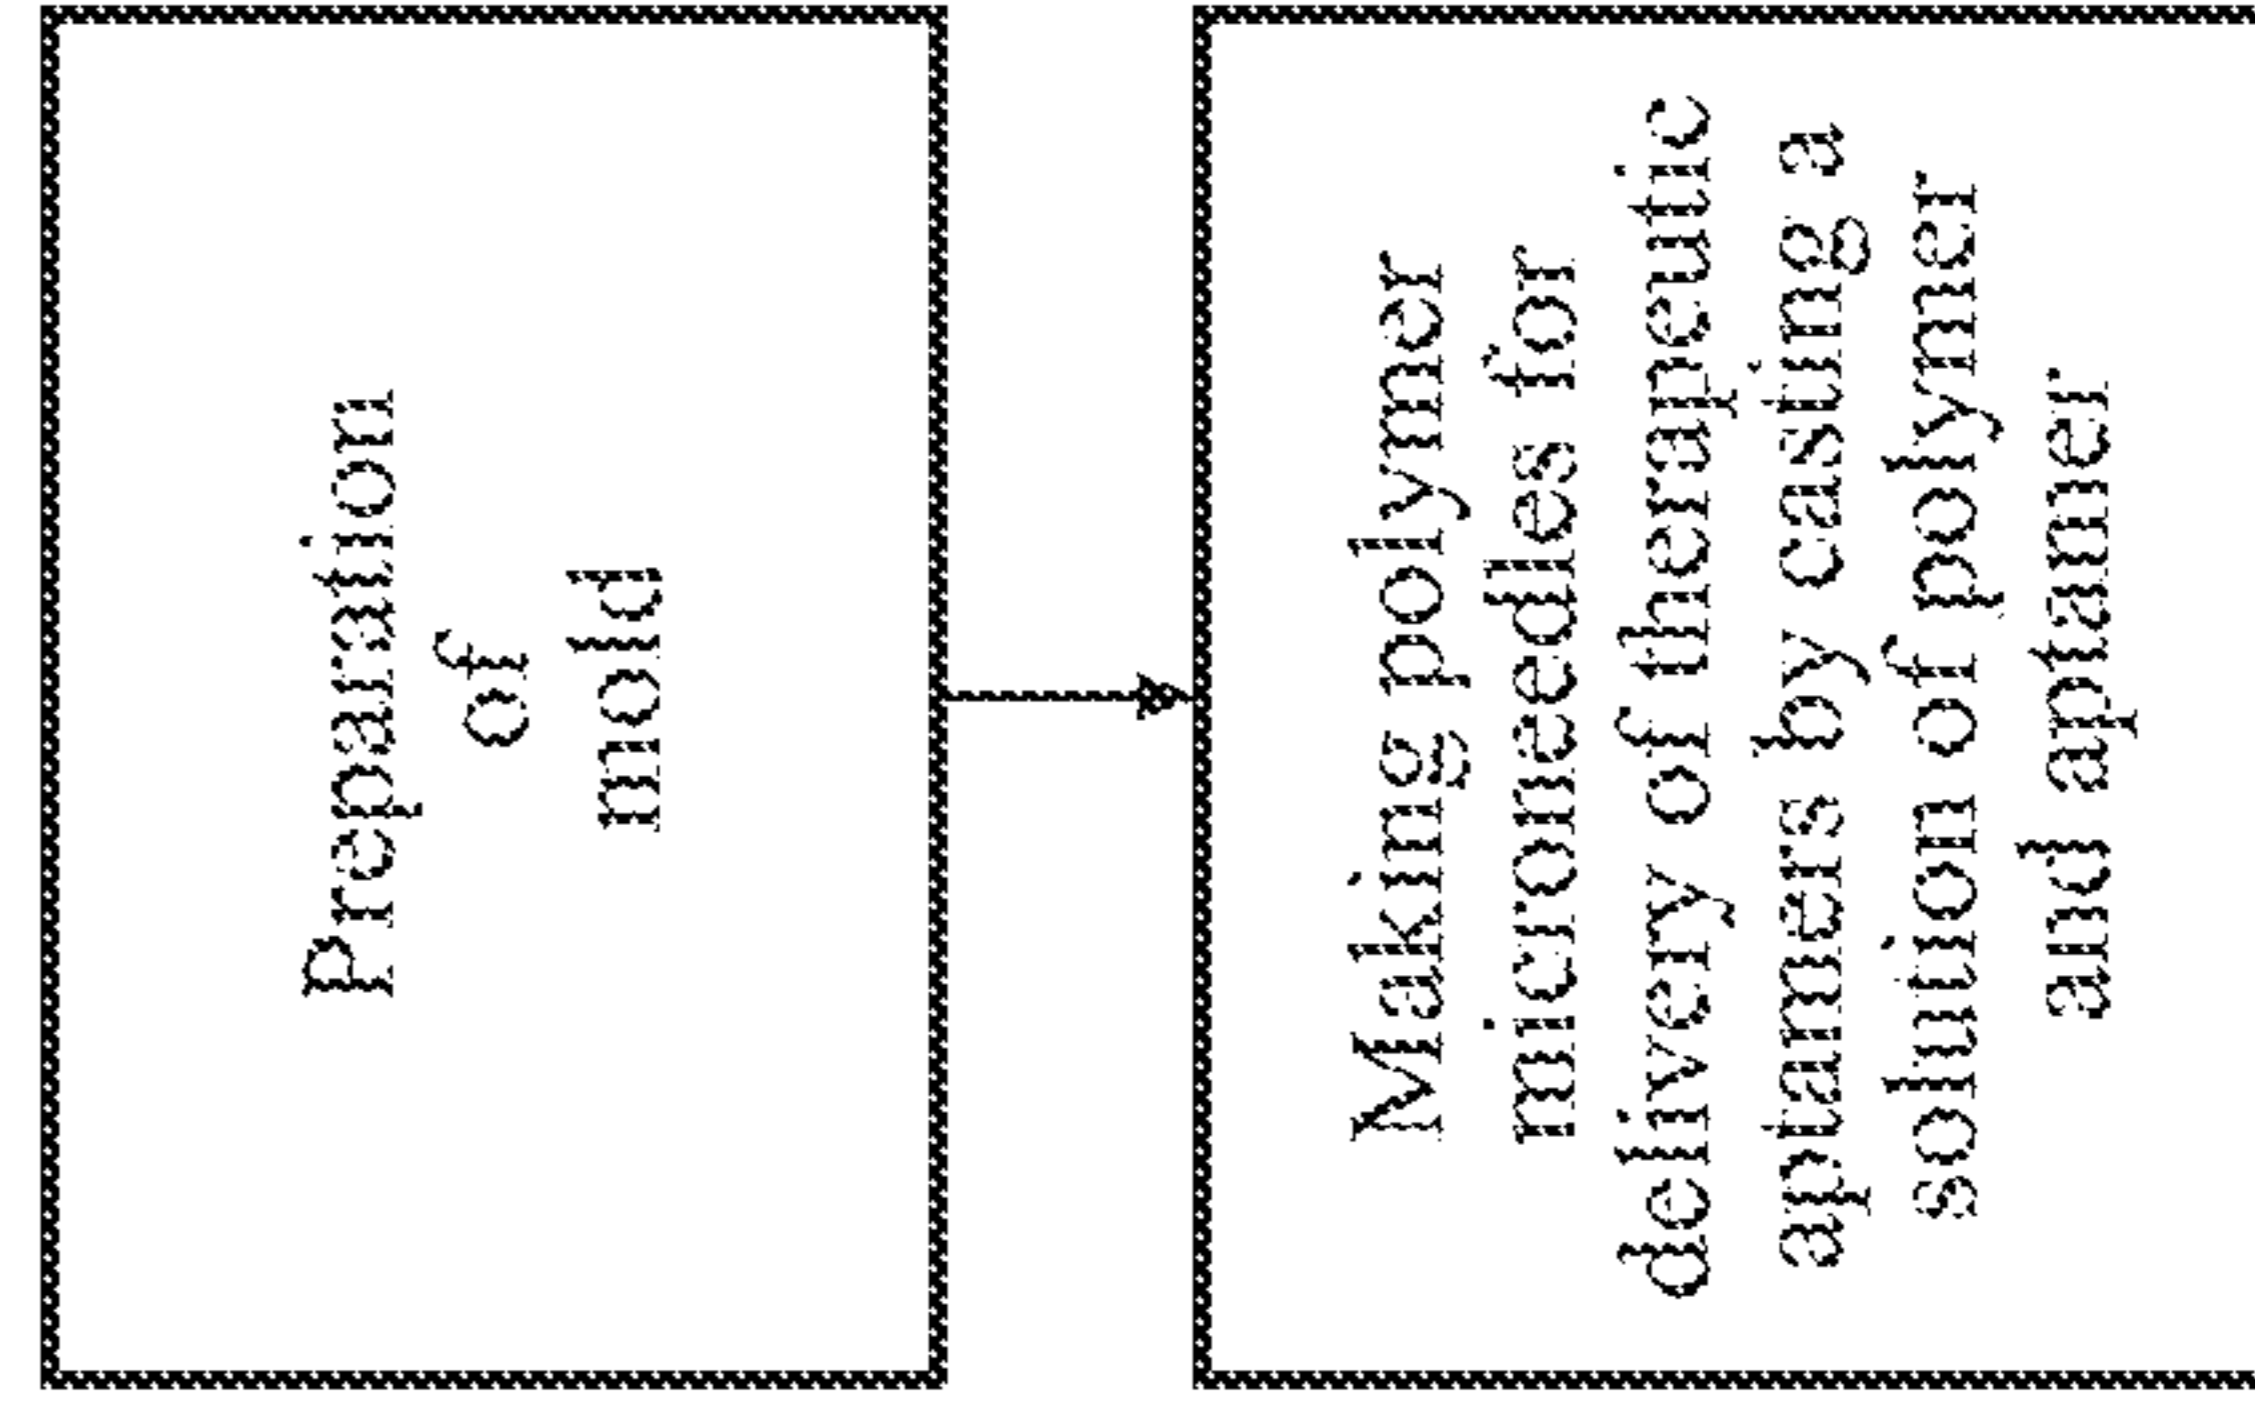 Preparation
of
mold
Making polymer
microneedles for
delivery of therapeutic
aptamers by casting a
solution of polymer
and aptamer